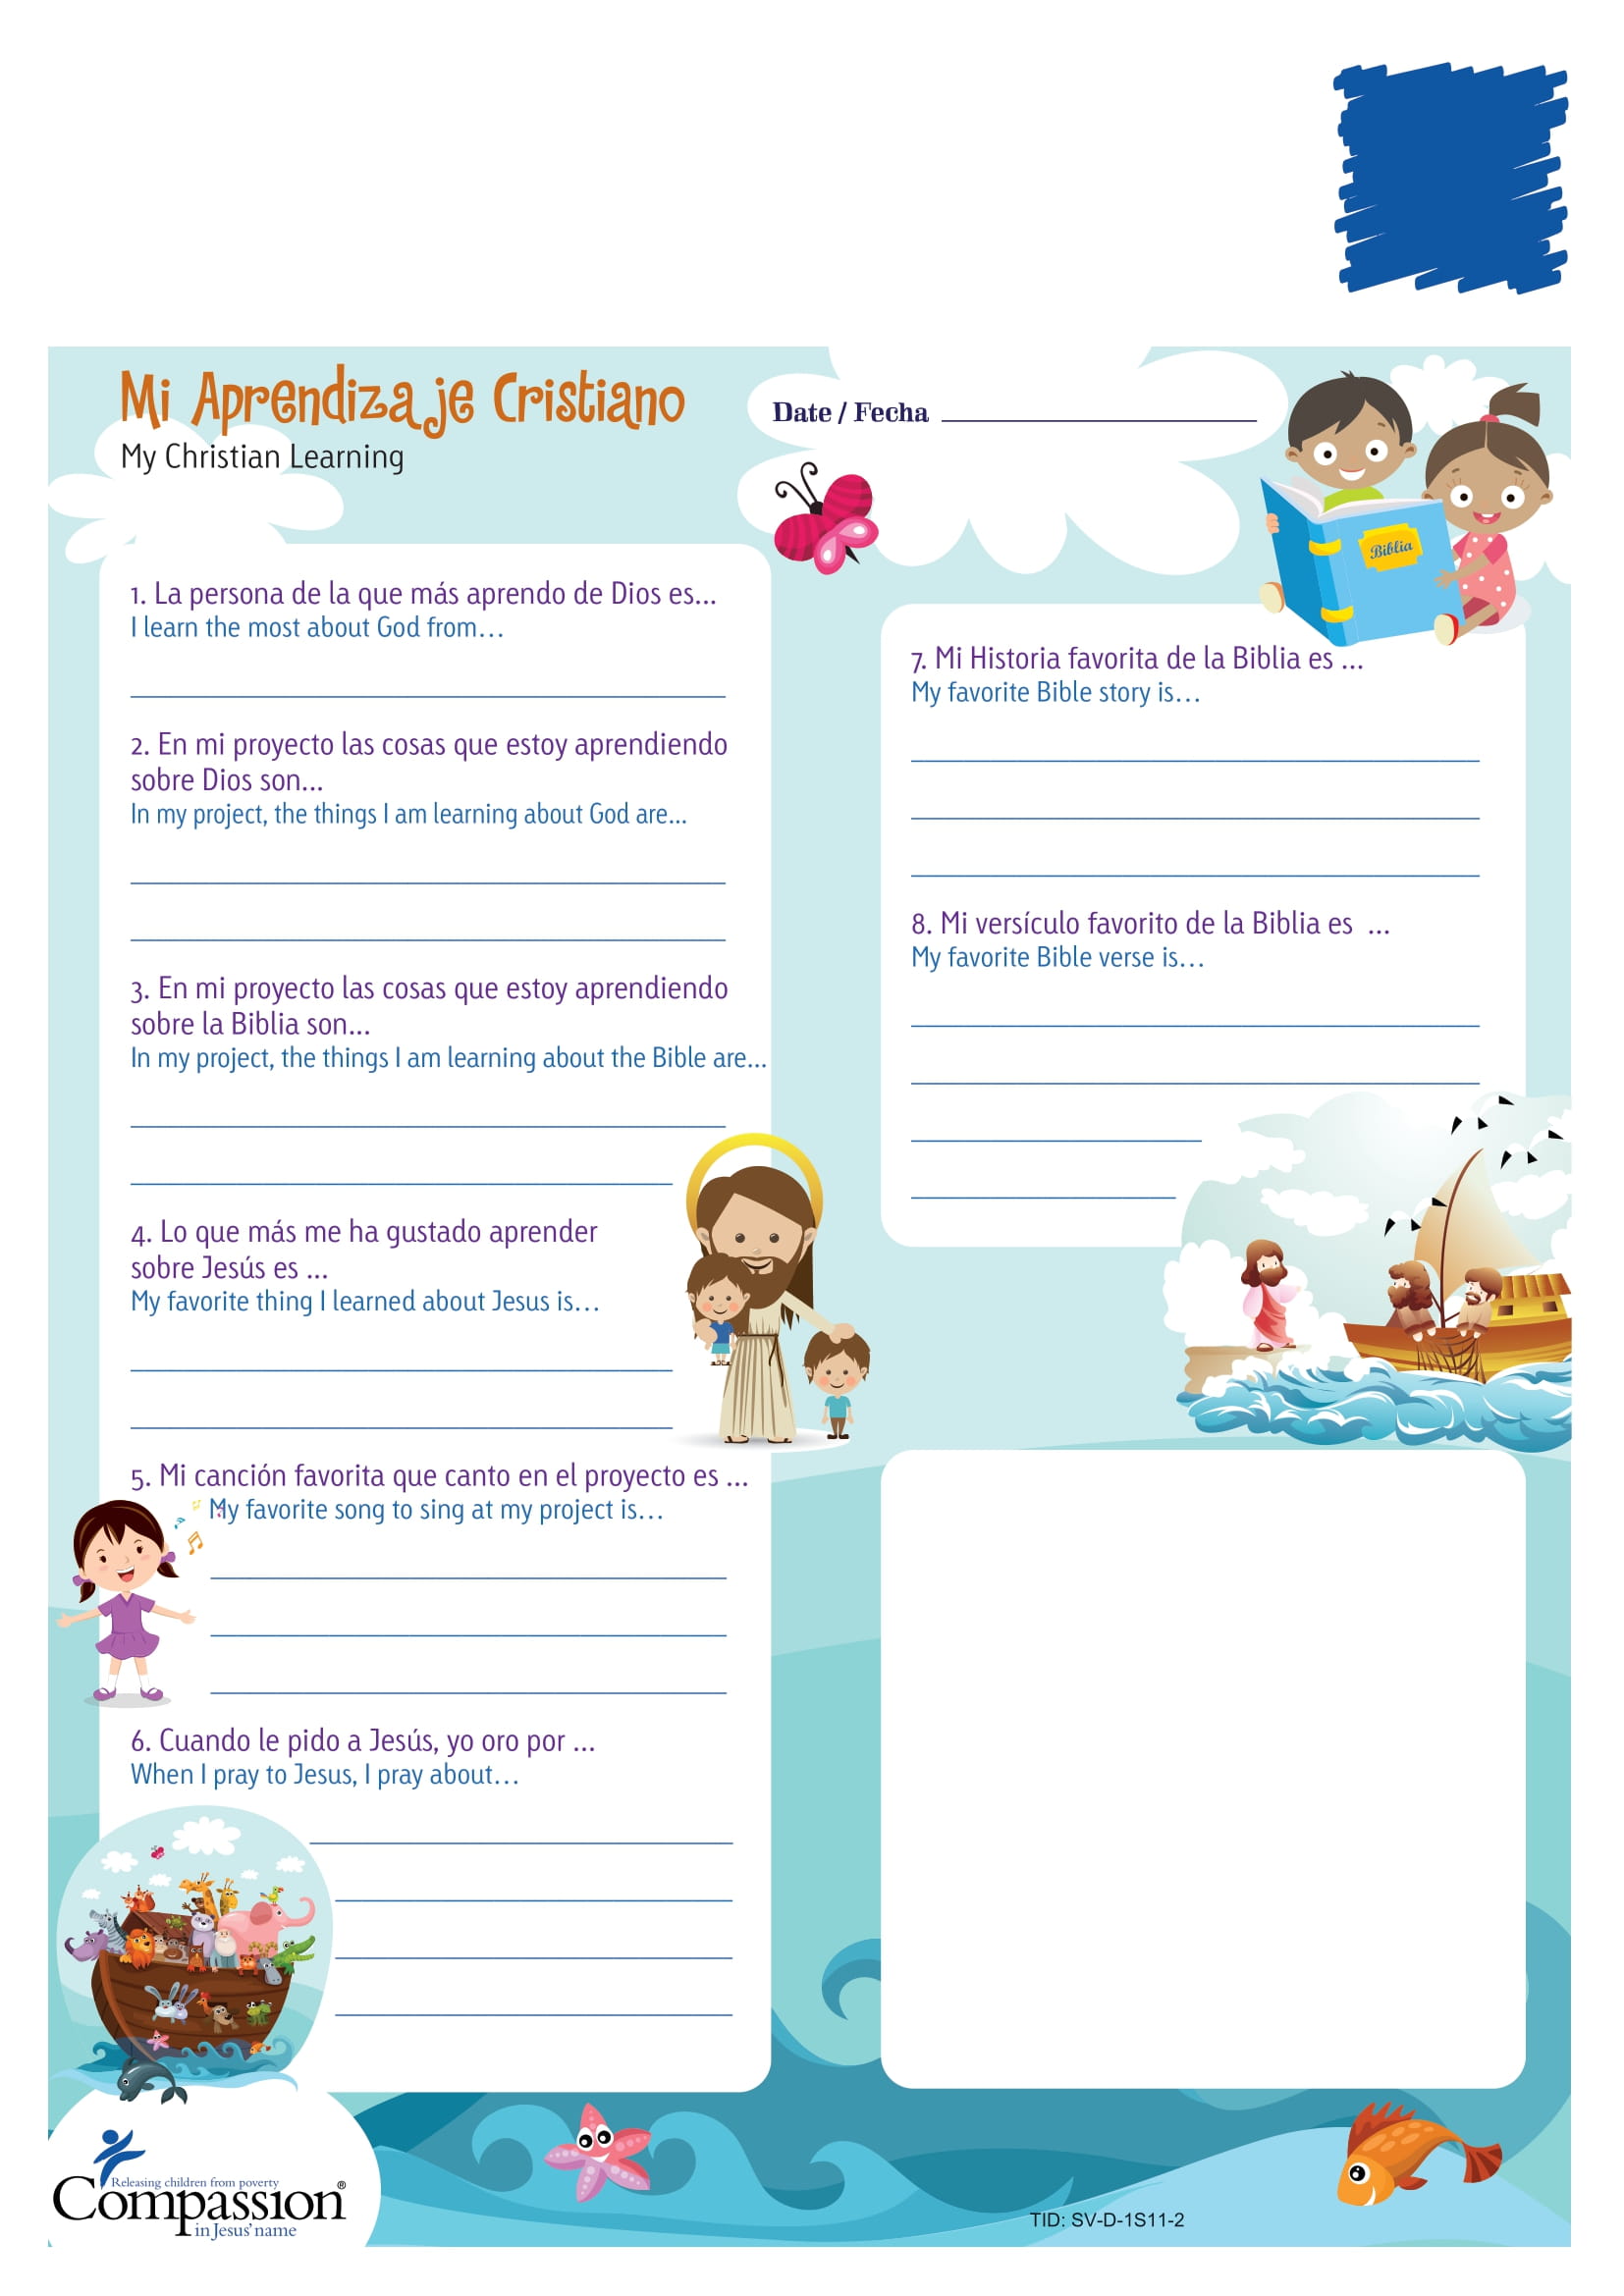 Mi Aprendizaje Cristiano
My Christian Learning
Date / Fecha
1. La persona de la que más aprendo de Dios es...
I learn the most about God from...
2. En mi proyecto las cosas que estoy aprendiendo
sobre Dios son...
In my project, the things I am learning about God are...
3. En mi proyecto las cosas que estoy aprendiendo
sobre la Biblia son...
In my project, the things I am learning about the Bible are...
4. Lo que más me ha gustado aprender
sobre Jesús es ...
My favorite thing I learned about Jesus is...
5. Mi canción favorita que canto en el proyecto es ...
My favorite song to sing at my project is...
6. Cuando le pido a Jesús, yo oro por ...
When I pray to Jesus, I pray about...
Biblia
7. Mi Historia favorita de la Biblia es ...
My favorite Bible story is...
8. Mi versículo favorito de la Biblia es ...
My favorite Bible verse is...
Releasing children from poverty
Compassion®
in Jesus' name
TID: SV-D-1S11-2